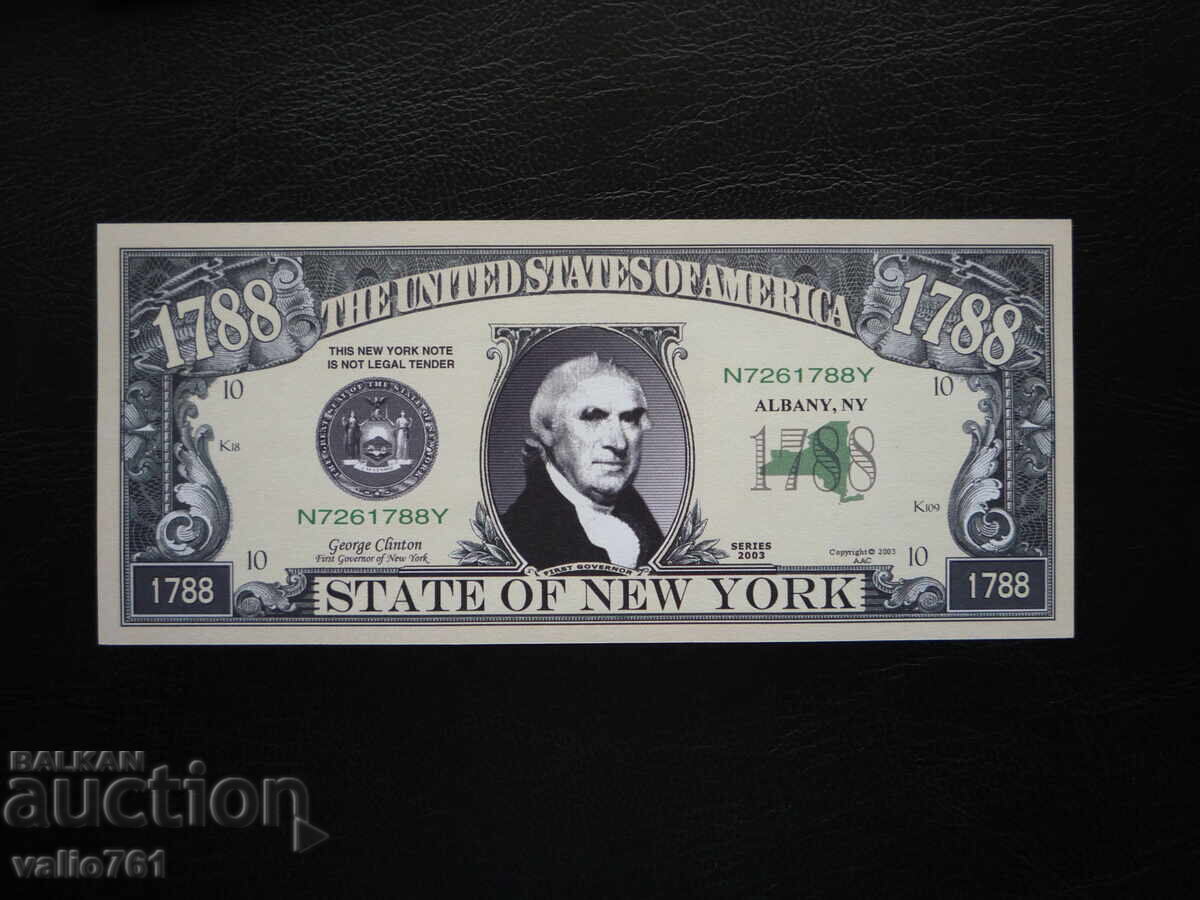 THE UNITED STATES OF AMERICA
1788
1788
THIS NEW YORK NOTE
IS NOT LEGAL TENDER
N7261788Y
ALBANY, NY
10
10
1788
K18
K109
N7261788Y
George Clinton
First Governor of New York
SERIES
2003
Copyright © 2003
AAC
10
10
FIRST GOVERNOR
1788
STATE OF NEW YORK
1788
BALKAN
auction
valio761